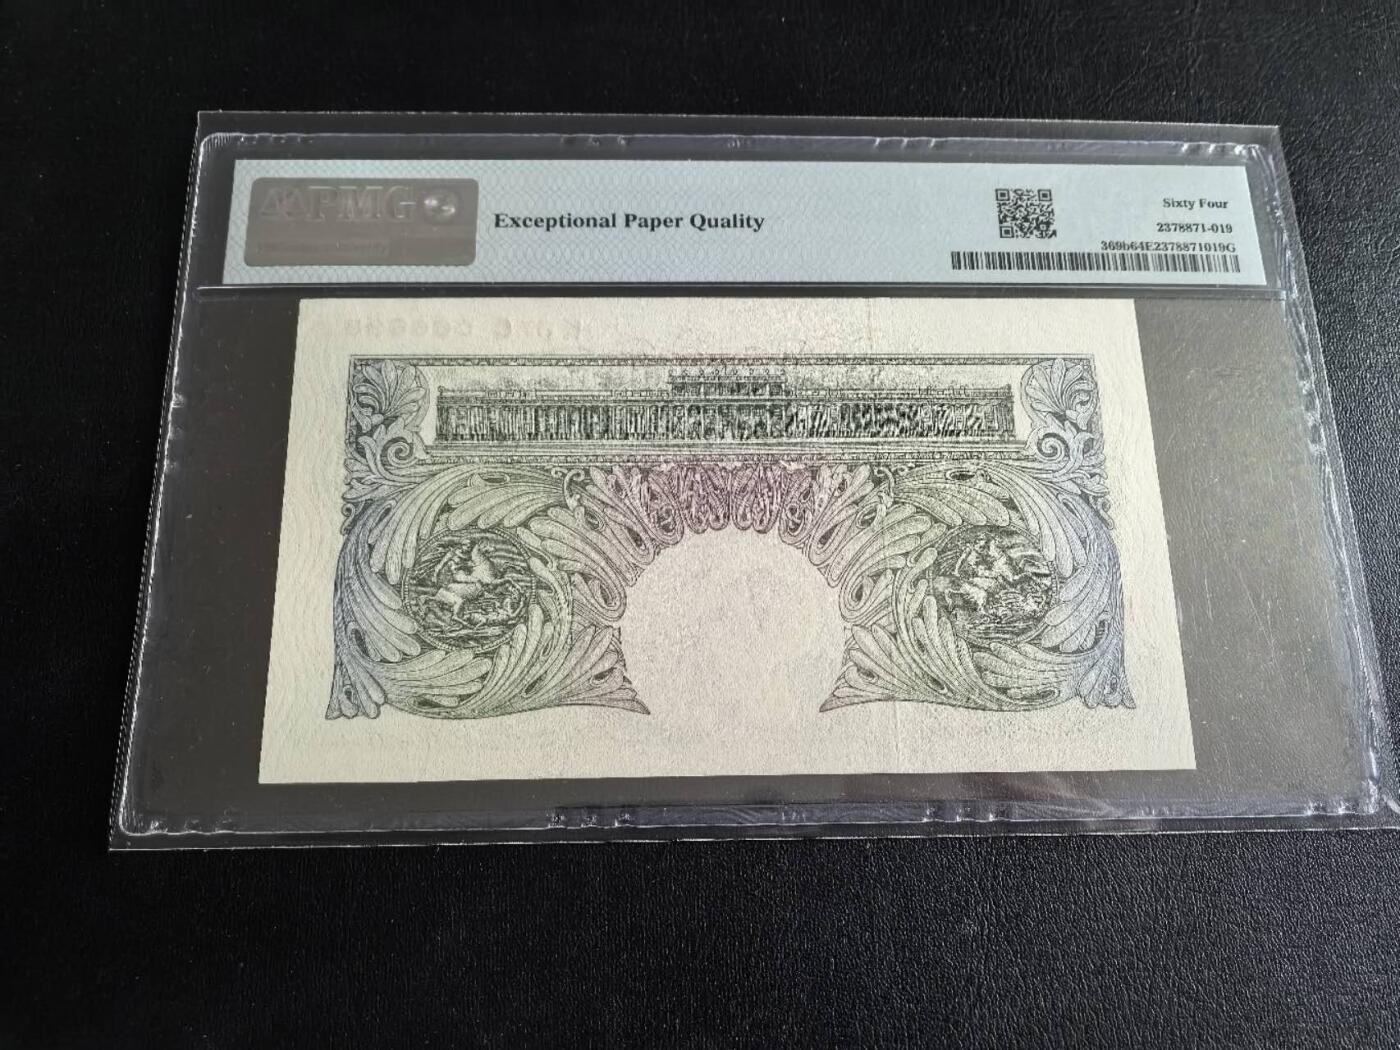 PMG
Exceptional Paper Quality
Sixty Four
2378871-019
369b64E2378871019G